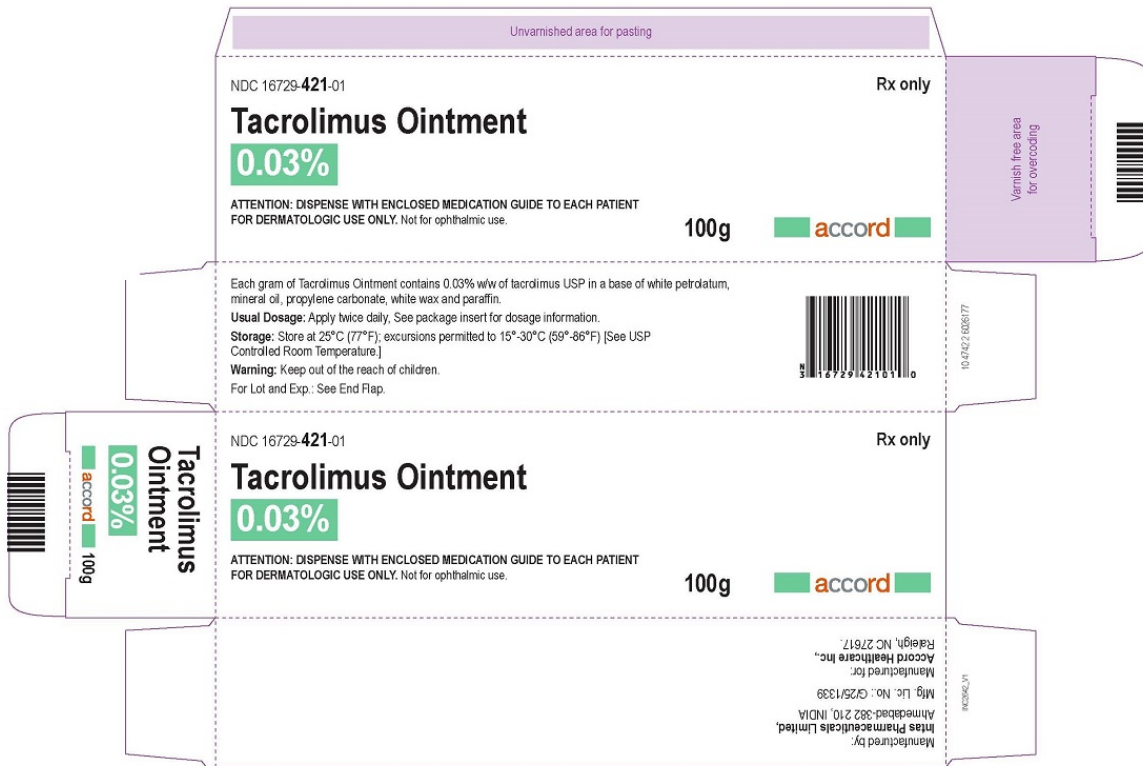 Unvarnished area for pasting
NDC 16729-421-01
Rx only
Tacrolimus Ointment
0.03%
ATTENTION: DISPENSE WITH ENCLOSED MEDICATION GUIDE TO EACH PATIENT
FOR DERMATOLOGIC USE ONLY. Not for ophthalmic use.
100g
accord
Varnish free area
for overcoding
Each gram of Tacrolimus Ointment contains 0.03% w/w of tacrolimus USP in a base of white petrolatum,
mineral oil, propylene carbonate, white wax and paraffin.
Usual Dosage: Apply twice daily, See package insert for dosage information.
Storage: Store at 25°C (77°F); excursions permitted to 15°-30°C (59°-86°F) [See USP
Controlled Room Temperature.]
Warning: Keep out of the reach of children.
For Lot and Exp.: See End Flap.
N
3 16729 42101 0
10 4742 2 6026177
NDC 16729-421-01
Rx only
Tacrolimus Ointment
0.03%
ATTENTION: DISPENSE WITH ENCLOSED MEDICATION GUIDE TO EACH PATIENT
FOR DERMATOLOGIC USE ONLY. Not for ophthalmic use.
100g
accord
Tacrolimus
Ointment
0.03%
accord
100g
Manufactured by:
Intas Pharmaceuticals Limited,
Ahmedabad-382 210, INDIA
Mfg. Lic. No.: G/25/1339
Manufactured for:
Accord Healthcare Inc.,
Raleigh, NC 27617.